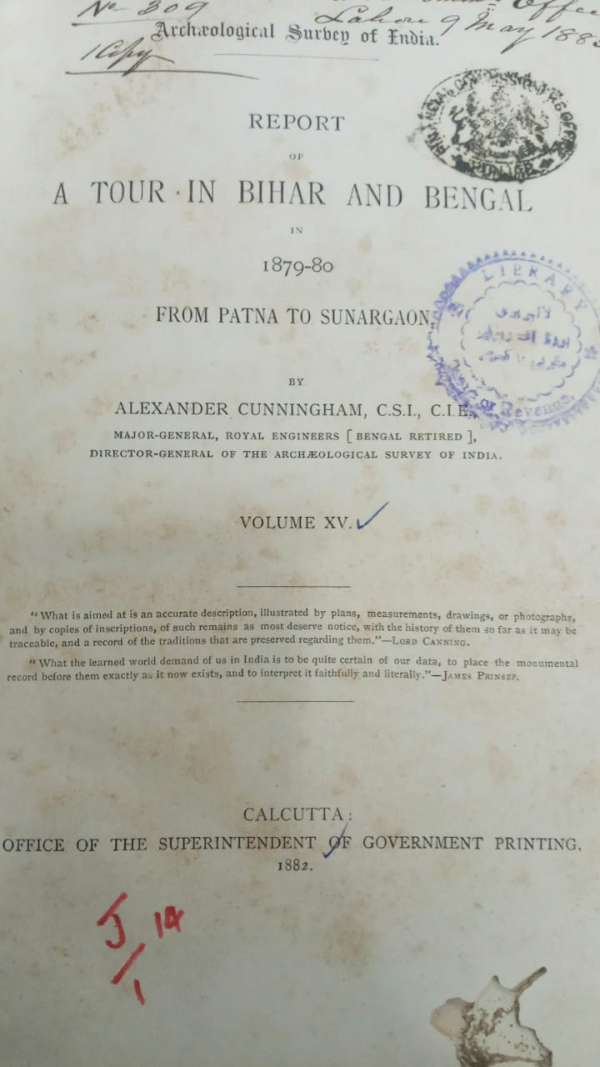 No 309
Lahore 9 May 188
Archæological Survey of India.
1 Copy
REPORT
OF
A TOUR IN BIHAR AND BENGAL
IN
1879-80
FROM PATNA TO SUNARGAON,
BY
ALEXANDER CUNNINGHAM, C.S.I., C.I.E.,
MAJOR-GENERAL, ROYAL ENGINEERS [ BENGAL RETIRED ],
DIRECTOR-GENERAL OF THE ARCHÆOLOGICAL SURVEY OF INDIA.
LIBRARY
of Revenue.
VOLUME XV.
"What is aimed at is an accurate description, illustrated by plans, measurements, drawings, or photographs,
and by copies of inscriptions, of such remains as most deserve notice, with the history of them so far as it may be
traceable, and a record of the traditions that are preserved regarding them."—LORD CANNING.
"What the learned world demand of us in India is to be quite certain of our data, to place the monumental
record before them exactly as it now exists, and to interpret it faithfully and literally."—JAMES PRINSEP.
CALCUTTA:
OFFICE OF THE SUPERINTENDENT OF GOVERNMENT PRINTING.
1882.
J 14
/1